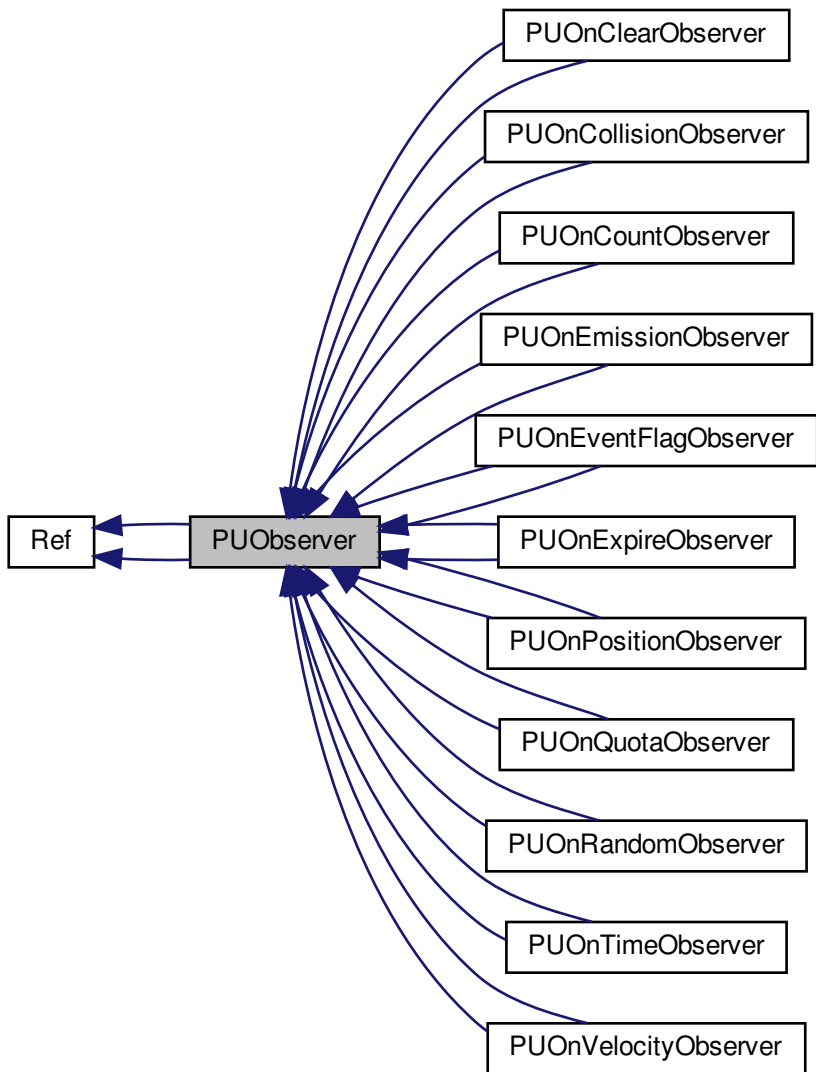 PUOnClearObserver
PUOnCollisionObserver
PUOnCountObserver
PUOnEmissionObserver
PUOnEventFlagObserver
Ref
PUObserver
PUOnExpireObserver
PUOnPositionObserver
PUOnQuotaObserver
PUOnRandomObserver
PUOnTimeObserver
PUOnVelocityObserver